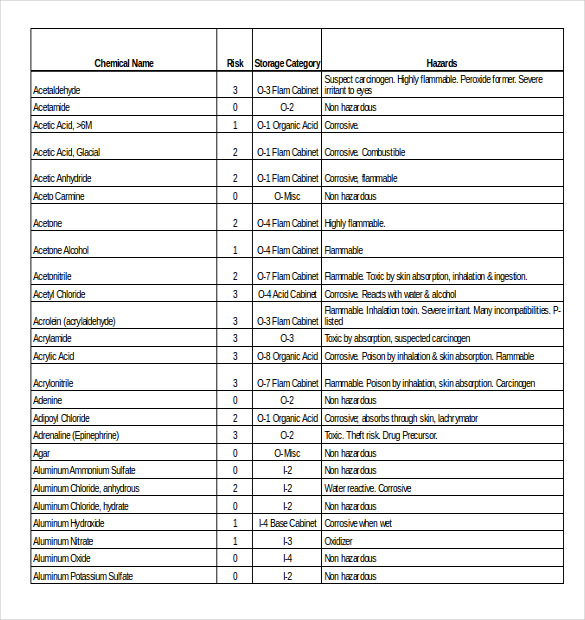 Chemical Name Risk Storage Category Hazards
Suspect carcinogen. Highly flammable. Peroxide former. Severe
Acetaldehyde 3 O-3 Flam Cabinet irritant to eyes
Acetamide 0 O-2 Non hazardous
Acetic Acid, >6M 1 O-1 Organic Acid Corrosive.
Acetic Acid, Glacial 2 O-1 Flam Cabinet Corrosive. Combustible
Acetic Anhydride 2 O-1 Flam Cabinet Corrosive, flammable
Aceto Carmine 0 O-Misc Non hazardous
Acetone 2 O-4 Flam Cabinet Highly flammable.
Acetone Alcohol 1 O-4 Flam Cabinet Flammable
Acetonitrile 2 O-7 Flam Cabinet Flammable. Toxic by skin absorption, inhalation & ingestion.
Acetyl Chloride 3 O-4 Acid Cabinet Corrosive. Reacts with water & alcohol
Flammable. Inhalation toxin. Severe irritant. Many incompatibilities. P-
Acrolein (acrylaldehyde) 3 O-3 Flam Cabinet listed
Acrylamide 3 O-3 Toxic by absorption, suspected carcinogen
Acrylic Acid 3 O-8 Organic Acid Corrosive. Poison by inhalation & skin absorption. Flammable
Acrylonitrile 3 O-7 Flam Cabinet Flammable. Poison by inhalation, skin absorption. Carcinogen
Adenine 0 O-2 Non hazardous
Adipoyl Chloride 2 O-1 Organic Acid Corrosive; absorbs through skin, lachrymator
Adrenaline (Epinephrine) 3 O-2 Toxic. Theft risk. Drug Precursor.
Agar 0 O-Misc Non hazardous
Aluminum Ammonium Sulfate 0 I-2 Non hazardous
Aluminum Chloride, anhydrous 2 I-2 Water reactive. Corrosive
Aluminum Chloride, hydrate 0 I-2 Non hazardous
Aluminum Hydroxide 1 I-4 Base Cabinet Corrosive when wet
Aluminum Nitrate 1 I-3 Oxidizer
Aluminum Oxide 0 I-4 Non hazardous
Aluminum Potassium Sulfate 0 I-2 Non hazardous